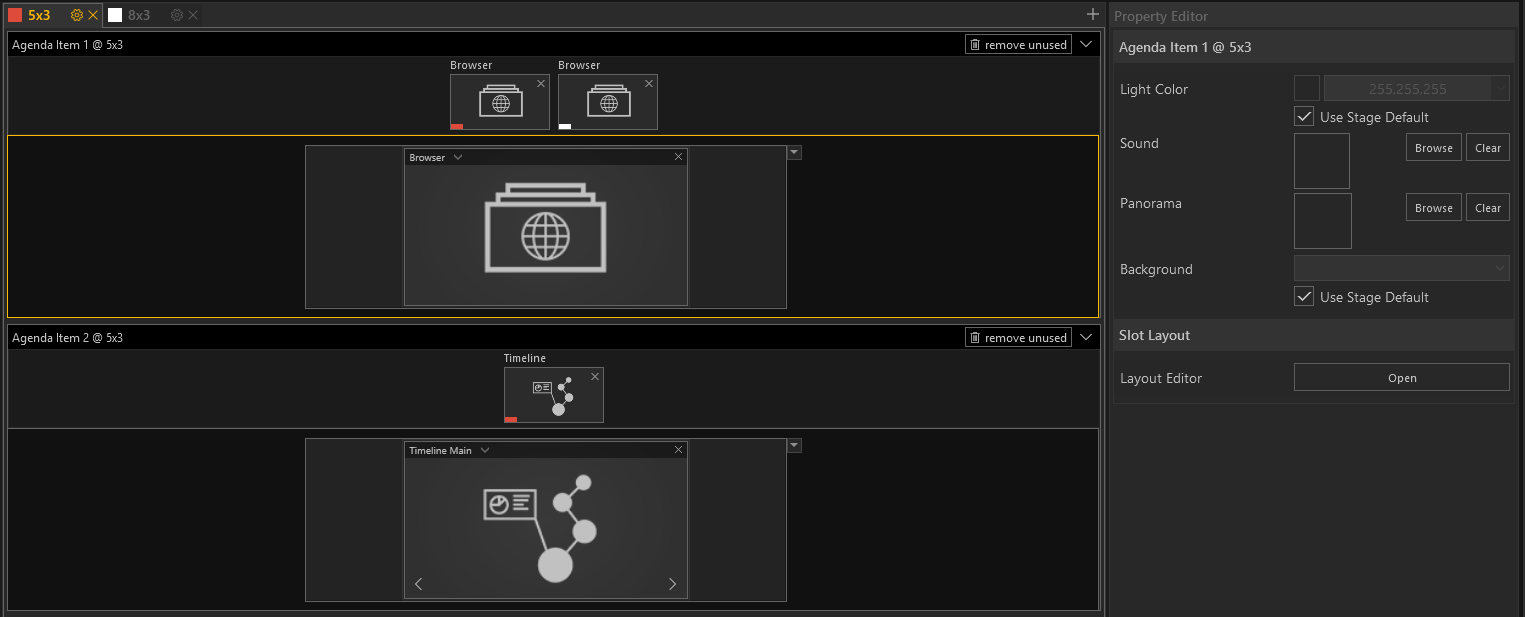 5x3
8x3
Agenda Item 1 @ 5x3
remove unused
Browser
Browser
Browser
Agenda Item 2 @ 5x3
remove unused
Timeline
Timeline Main
Property Editor
Agenda Item 1 @ 5x3
Light Color
255,255,255
Use Stage Default
Sound
Browse
Clear
Panorama
Browse
Clear
Background
Use Stage Default
Slot Layout
Layout Editor
Open